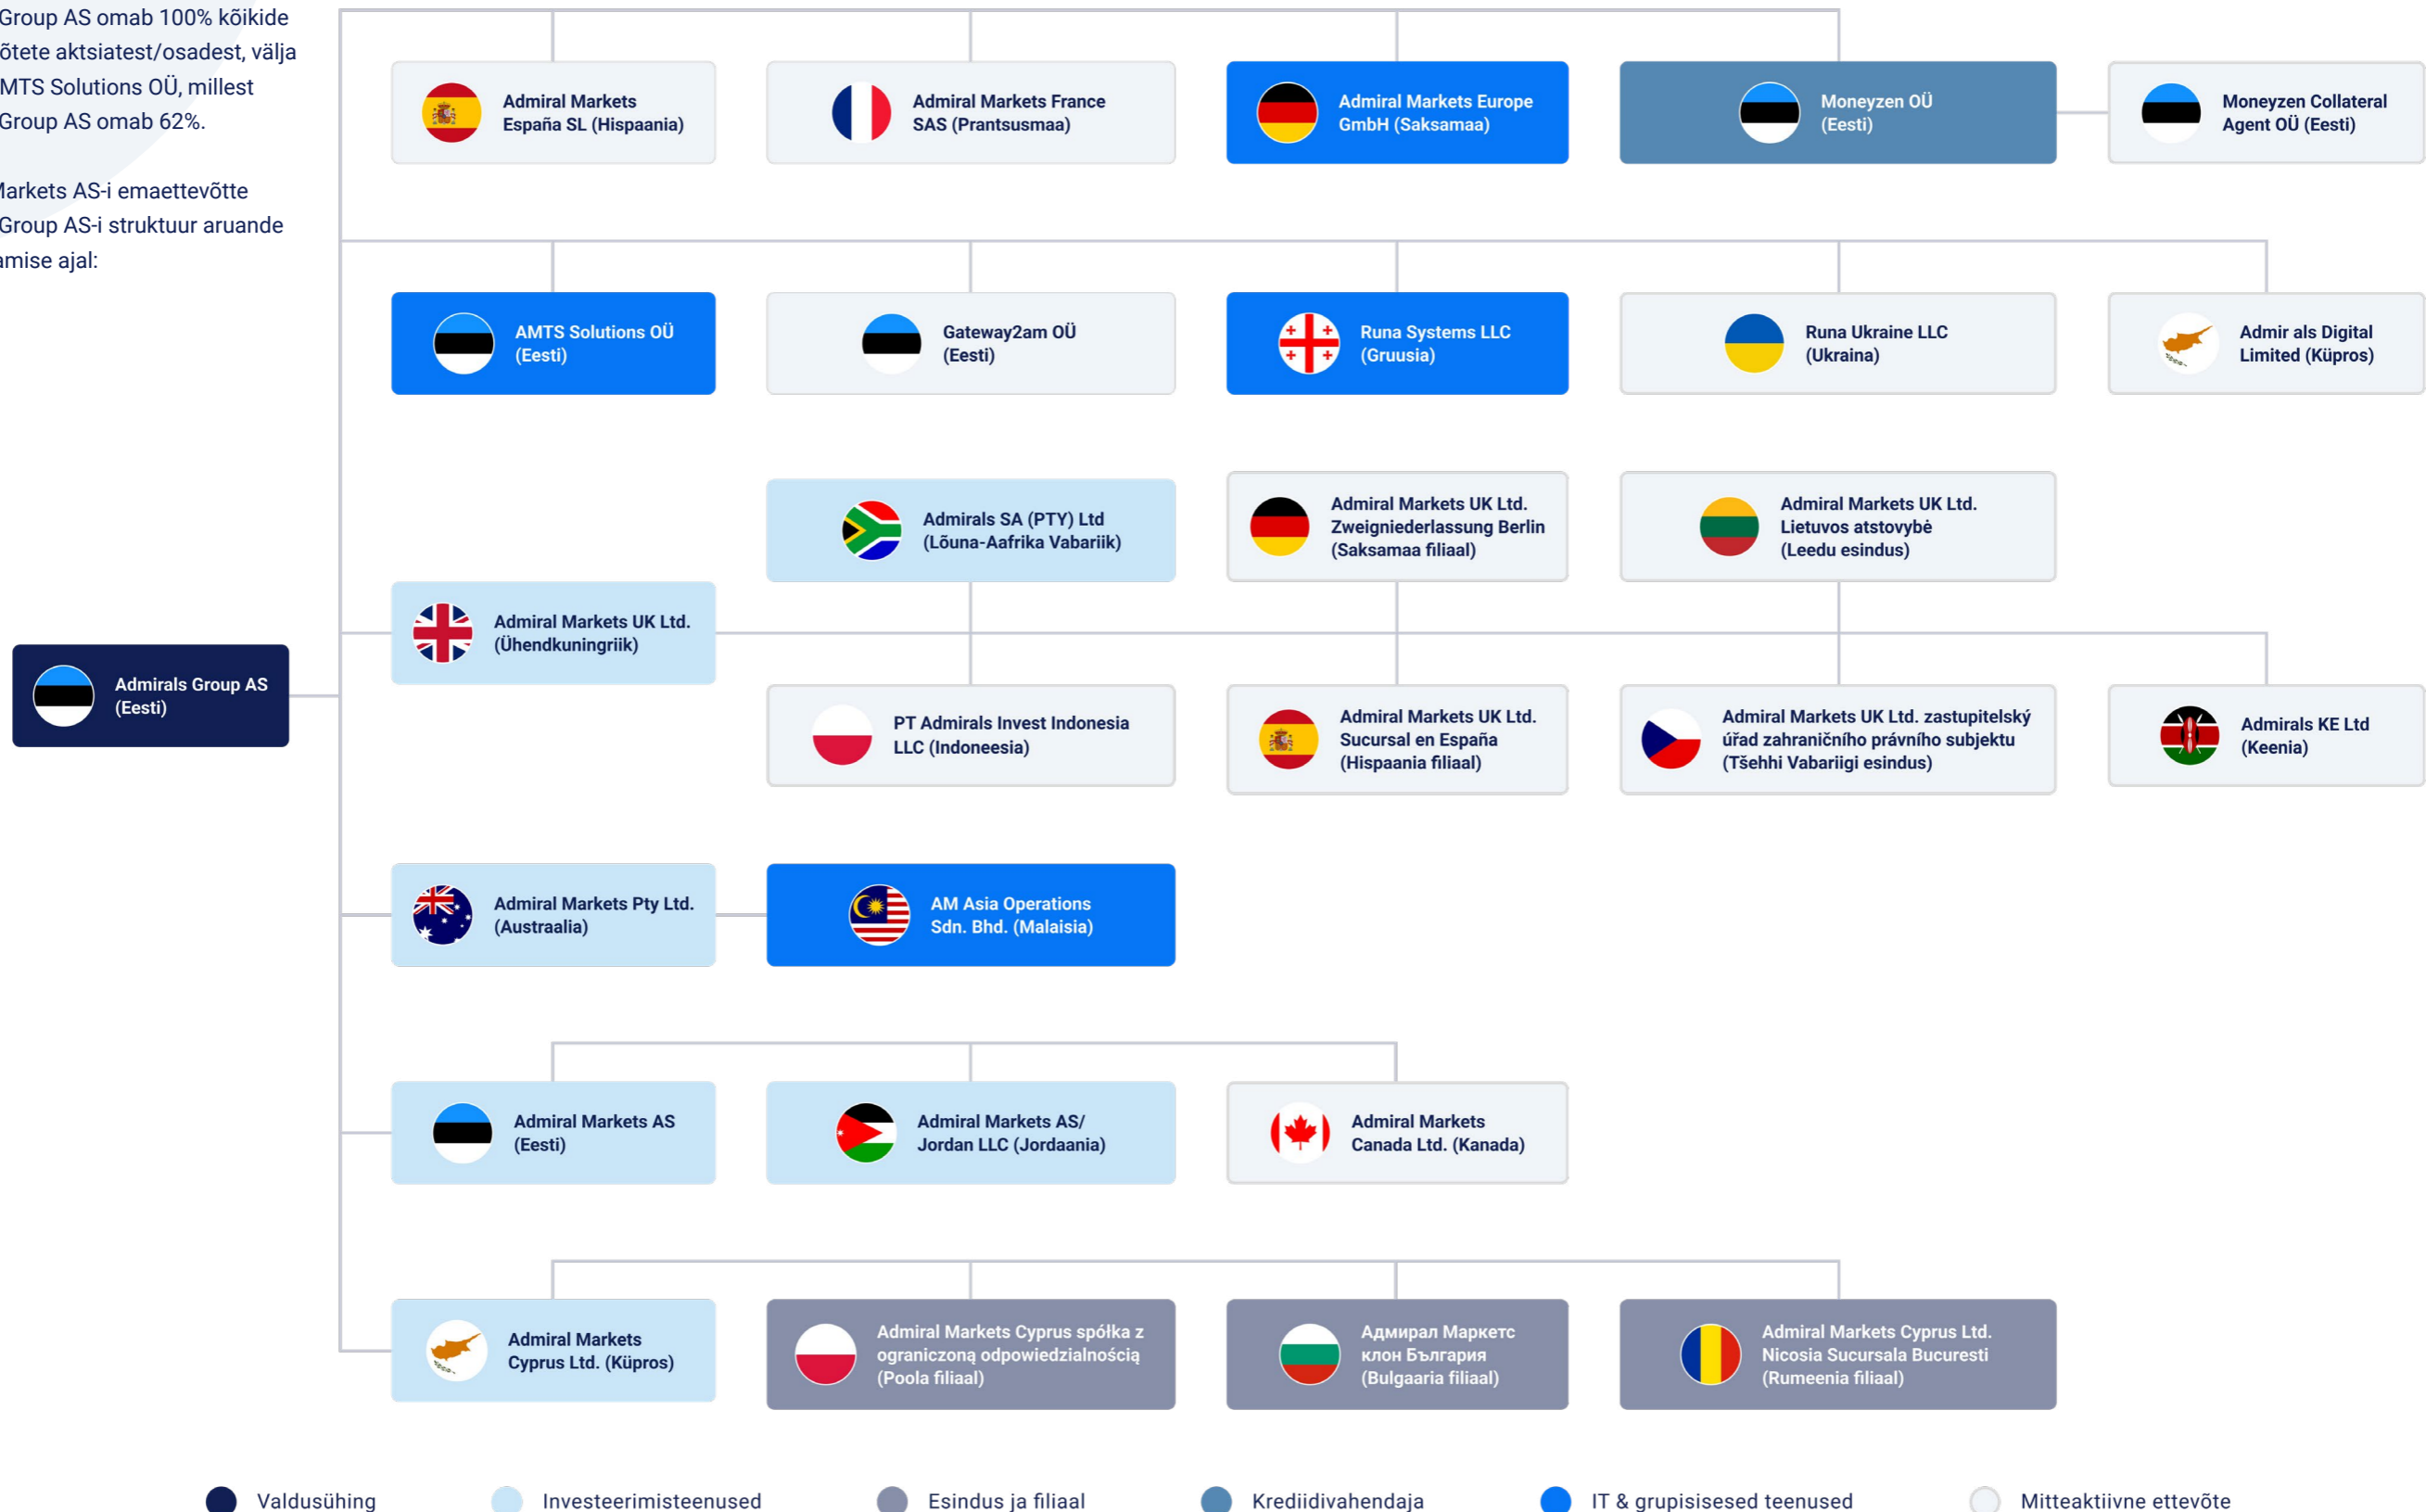 Group AS omab 100% kõikide
aktsiatest/osadest, välja
Solutions OÜ, millest
Group AS omab 62%.
AS-i emaettevõtte
Group AS-i struktuur aruande
ajal:
Admiral Markets
España SL (Hispaania)
Admiral Markets France
SAS (Prantsusmaa)
Admiral Markets Europe
GmbH (Saksamaa)
Moneyzen OÜ
(Eesti)
Moneyzen Collateral
Agent OÜ (Eesti)
AMTS Solutions OÜ
(Eesti)
Gateway2am OÜ
(Eesti)
Runa Systems LLC
(Gruusia)
Runa Ukraine LLC
(Ukraina)
Admir als Digital
Limited (Küpros)
Admirals SA (PTY) Ltd
(Lõuna-Aafrika Vabariik)
Admiral Markets UK Ltd.
Zweigniederlassung Berlin
(Saksamaa filiaal)
Admiral Markets UK Ltd.
Lietuvos atstovybė
(Leedu esindus)
Admiral Markets UK Ltd.
(Ühendkuningriik)
Admirals Group AS
(Eesti)
PT Admirals Invest Indonesia
LLC (Indoneesia)
Admiral Markets UK Ltd.
Sucursal en España
(Hispaania filiaal)
Admiral Markets UK Ltd. zastupitelský
úřad zahraničního právního subjektu
(Tšehhi Vabariigi esindus)
Admirals KE Ltd
(Keenia)
Admiral Markets Pty Ltd.
(Austraalia)
AM Asia Operations
Sdn. Bhd. (Malaisia)
Admiral Markets AS
(Eesti)
Admiral Markets AS/
Jordan LLC (Jordaania)
Admiral Markets
Canada Ltd. (Kanada)
Admiral Markets
Cyprus Ltd. (Küpros)
Admiral Markets Cyprus spółka z
ograniczoną odpowiedzialnością
(Poola filiaal)
Адмирал Маркетс
клон България
(Bulgaaria filiaal)
Admiral Markets Cyprus Ltd.
Nicosia Sucursala Bucuresti
(Rumeenia filiaal)
Valdusühing
Investeerimisteenused
Esindus ja filiaal
Krediidivahendaja
IT & grupisisesed teenused
Mitteaktiivne ettevõte